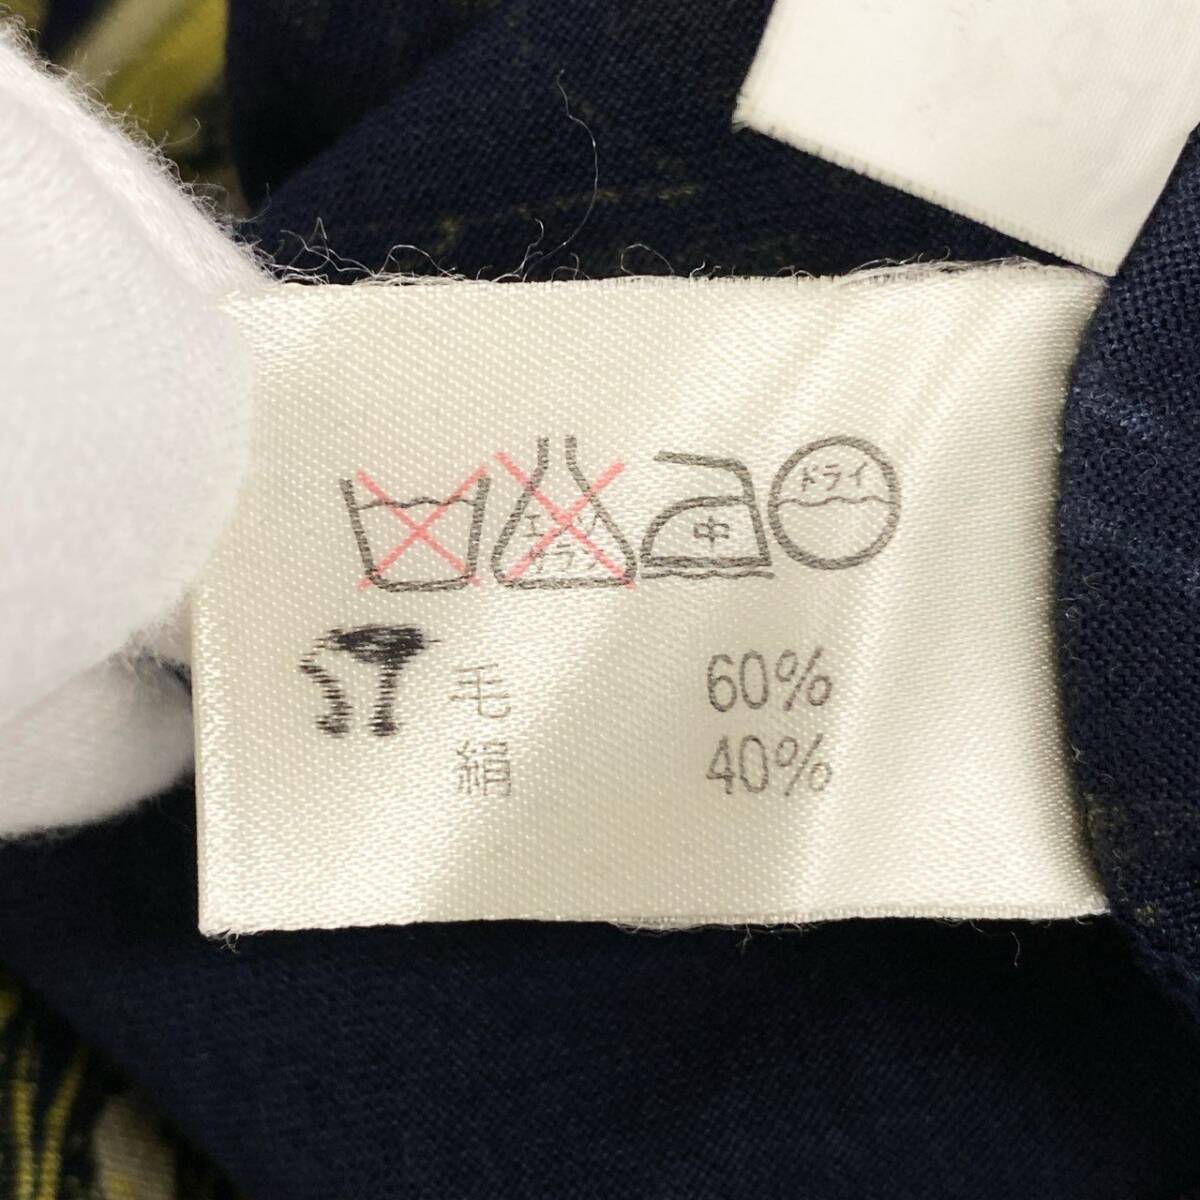 エンソ サラシ 中 ドライ
毛 60%
絹 40%